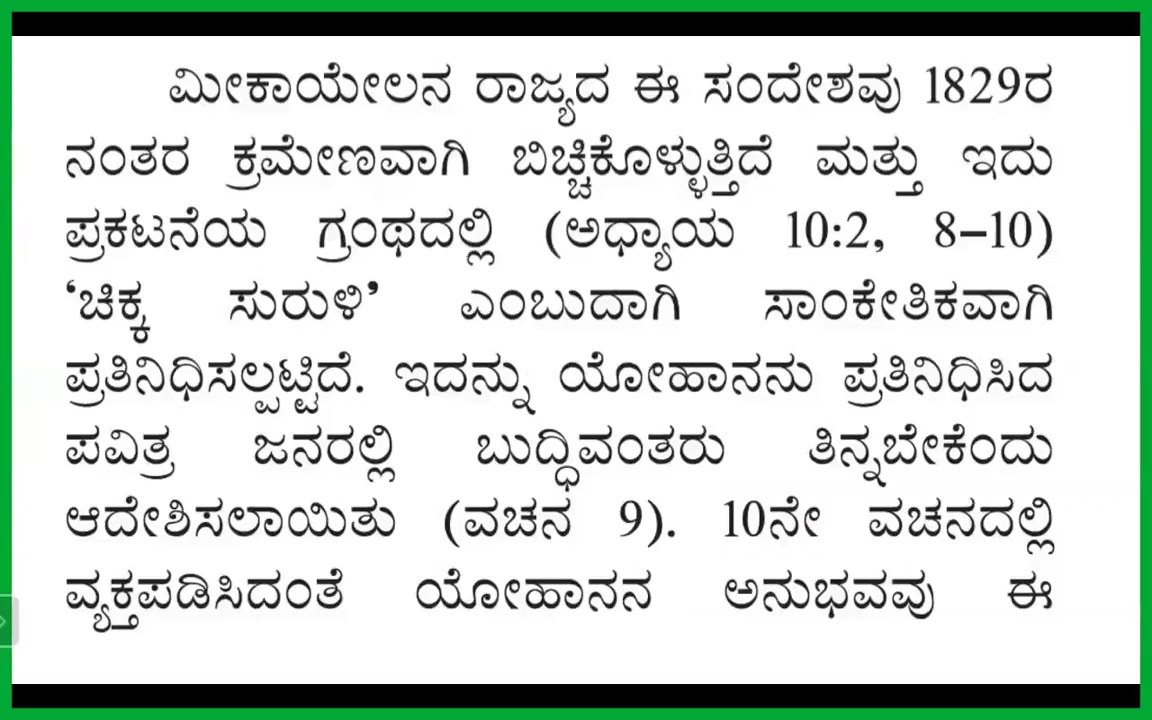 ಮೀಕಾಯೇಲನ ರಾಜ್ಯದ ಈ ಸಂದೇಶವು 1829ರ
ನಂತರ ಕ್ರಮೇಣವಾಗಿ ಬಿಚ್ಚಿಕೊಳ್ಳುತ್ತಿದೆ ಮತ್ತು ಇದು
ಪ್ರಕಟನೆಯ ಗ್ರಂಥದಲ್ಲಿ (ಅಧ್ಯಾಯ 10:2, 8–10)
‘ಚಿಕ್ಕ ಸುರುಳಿ’ ಎಂಬುದಾಗಿ ಸಾಂಕೇತಿಕವಾಗಿ
ಪ್ರತಿನಿಧಿಸಲ್ಪಟ್ಟಿದೆ. ಇದನ್ನು ಯೋಹಾನನು ಪ್ರತಿನಿಧಿಸಿದ
ಪವಿತ್ರ ಜನರಲ್ಲಿ ಬುದ್ಧಿವಂತರು ತಿನ್ನಬೇಕೆಂದು
ಆದೇಶಿಸಲಾಯಿತು (ವಚನ 9). 10ನೇ ವಚನದಲ್ಲಿ
ವ್ಯಕ್ತಪಡಿಸಿದಂತೆ ಯೋಹಾನನ ಅನುಭವವು ಈ